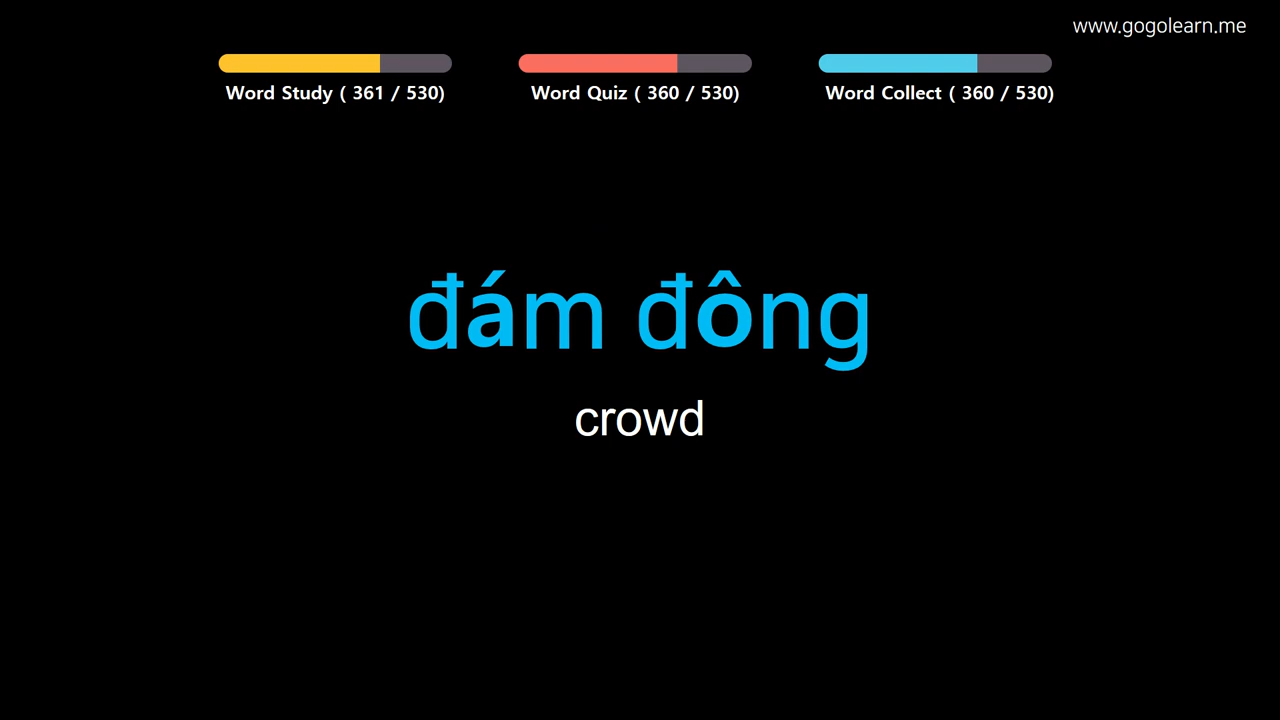 www.gogolearn.me
Word Study ( 361 / 530)
Word Quiz ( 360 / 530)
Word Collect ( 360 / 530)
đám đông
crowd